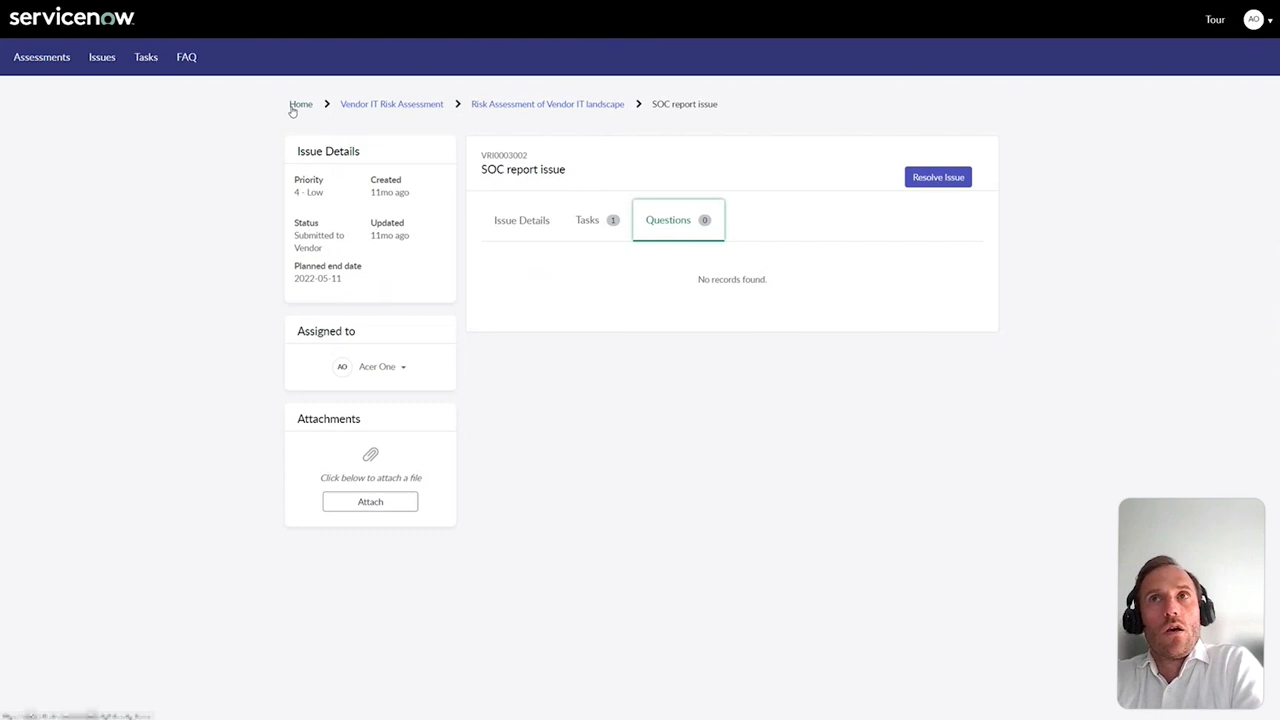 servicenow
Tour
AO
Assessments
Issues
Tasks
FAQ
Home
Vendor IT Risk Assessment
Risk Assessment of Vendor IT landscape
SOC report issue
Issue Details
Priority
4 - Low
Created
11mo ago
Status
Submitted to
Vendor
Updated
11mo ago
Planned end date
2022-05-11
Assigned to
AO
Acer One
Attachments
Click below to attach a file
Attach
VRI0003002
SOC report issue
Resolve Issue
Issue Details
Tasks 1
Questions 0
No records found.